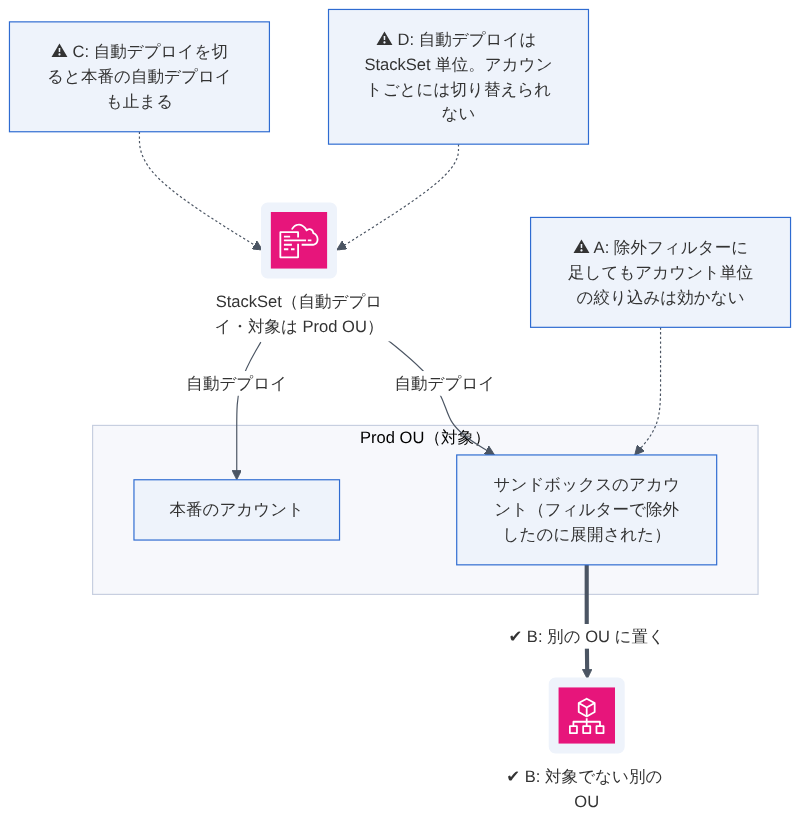 ⚠ C: 自動デプロイを切
ると本番の自動デプロイ
も止まる
⚠ D: 自動デプロイは
StackSet 単位。アカウン
トごとには切り替えられ
ない
⚠ A: 除外フィルターに
足してもアカウント単位
の絞り込みは効かない
StackSet（自動デプロ
イ・対象は Prod OU）
自動デプロイ
自動デプロイ
Prod OU（対象）
本番のアカウント
サンドボックスのアカウ
ント（フィルターで除外
したのに展開された）
✔ B: 別の OU に置く
✔ B: 対象でない別の
OU